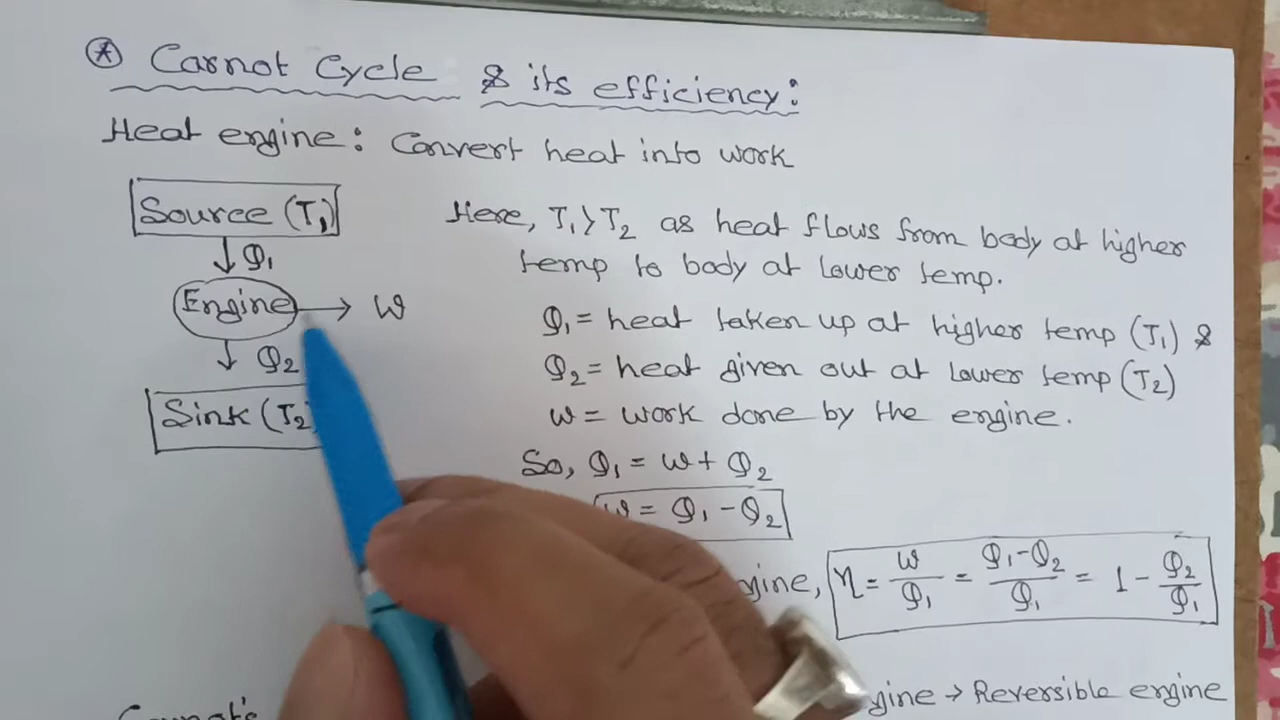 * Carnot Cycle & its efficiency:
Heat engine: Convert heat into work
Source (T₁)
↓ Q₁
Engine → W
↓ Q₂
Sink (T₂)
Here, T₁ > T₂ as heat flows from body at higher
temp to body at lower temp.
Q₁ = heat taken up at higher temp (T₁) &
Q₂ = heat given out at lower temp (T₂)
W = work done by the engine.
So, Q₁ = W + Q₂
W = Q₁ - Q₂
η = W/Q₁ = Q₁-Q₂/Q₁ = 1 - Q₂/Q₁
→ Reversible engine
Carnot's